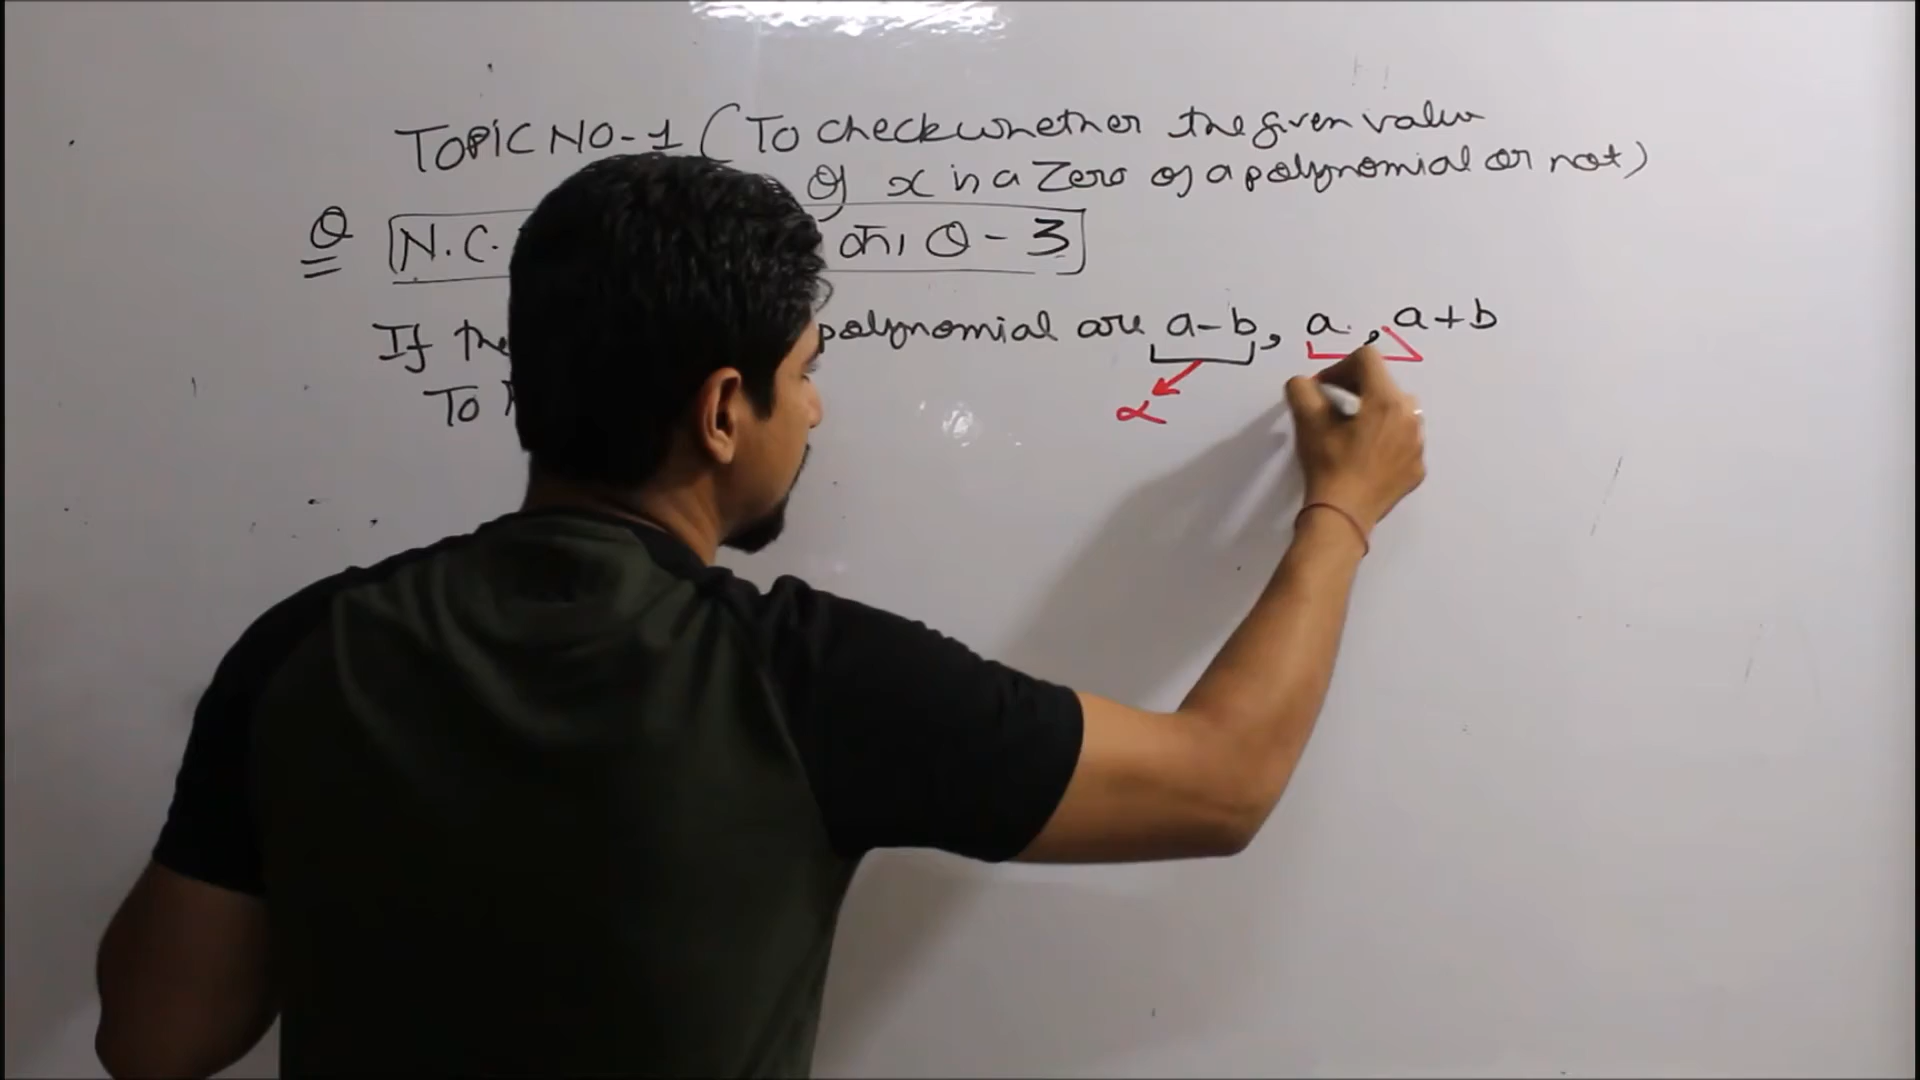 TOPIC NO-1 (To check whether the given value
of x is a Zero of a polynomial or not)
Q N.C. Q-3
If the polynomial are a-b, a, a+b
α
To